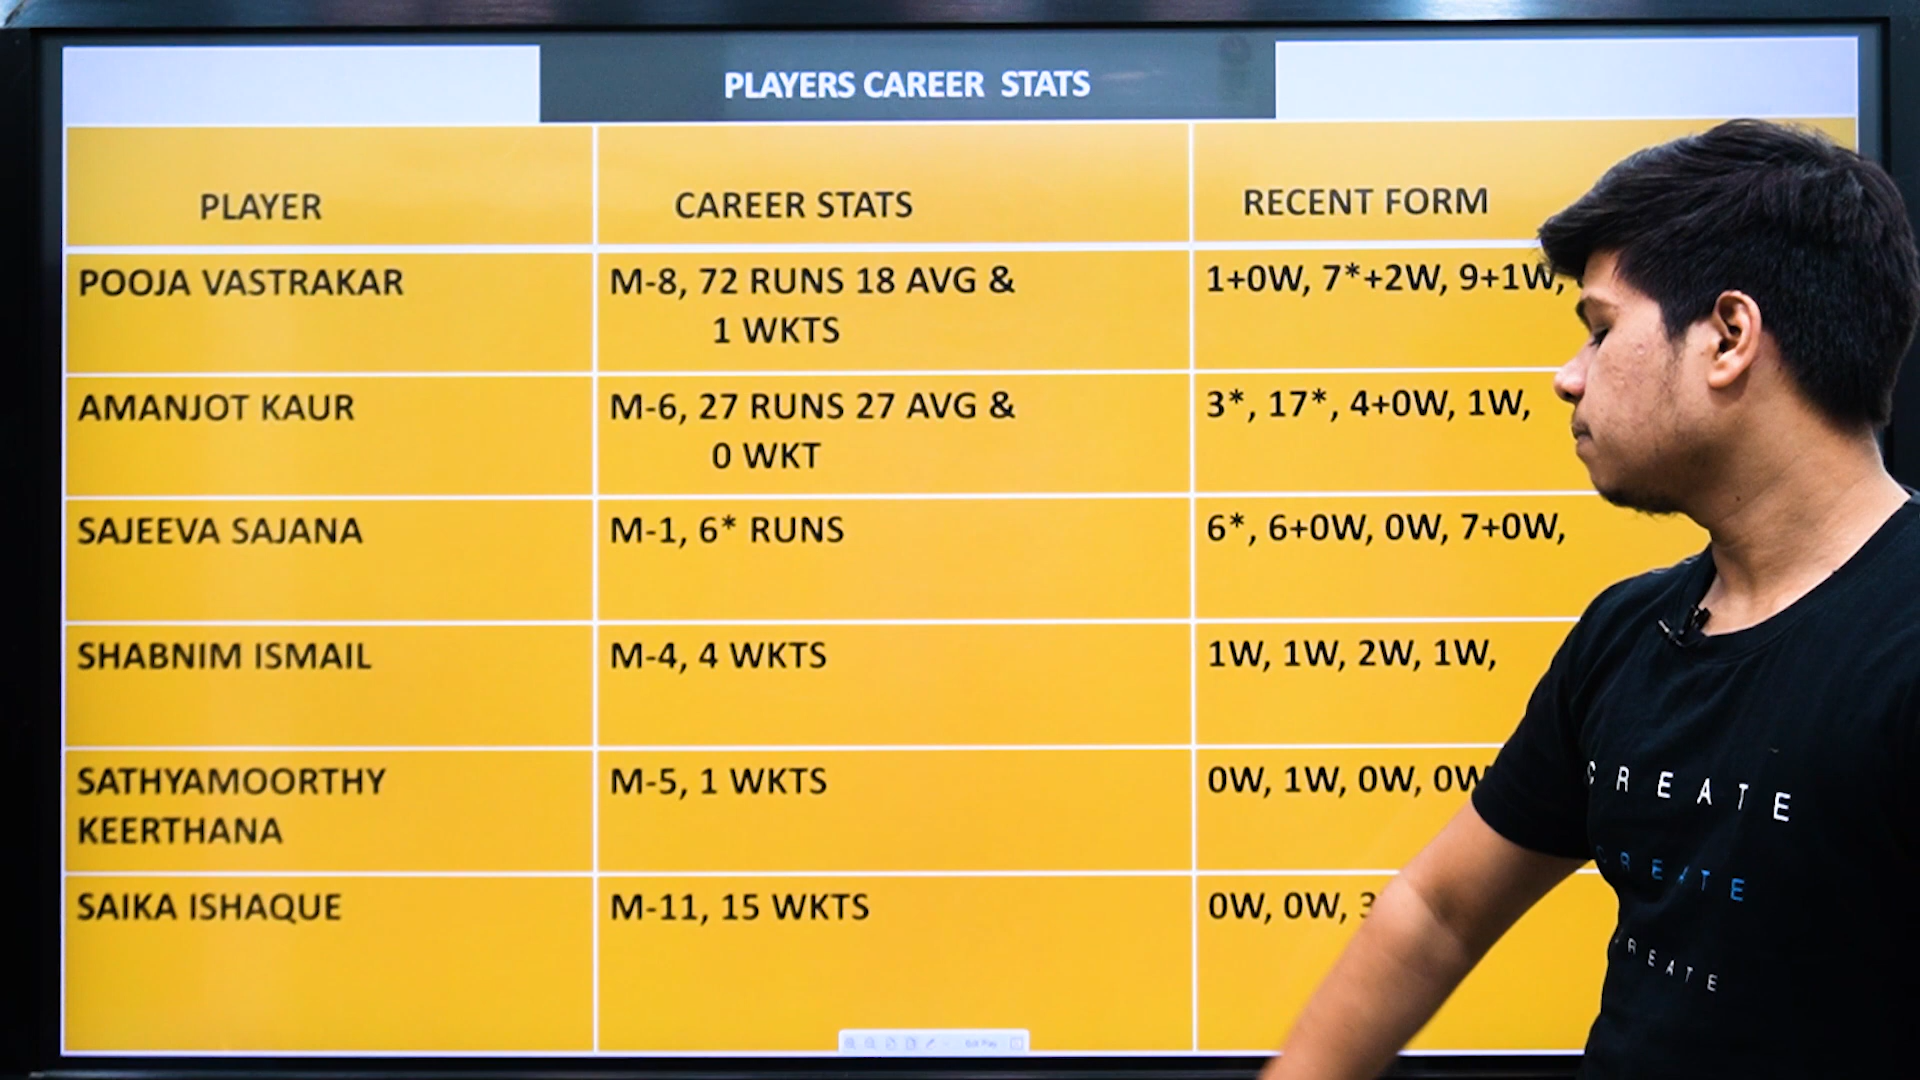 PLAYERS CAREER STATS
PLAYER
CAREER STATS
RECENT FORM
POOJA VASTRAKAR
M-8, 72 RUNS 18 AVG &
1 WKTS
1+0W, 7*+2W, 9+1W,
AMANJOT KAUR
M-6, 27 RUNS 27 AVG &
0 WKT
3*, 17*, 4+0W, 1W,
SAJEEVA SAJANA
M-1, 6* RUNS
6*, 6+0W, 0W, 7+0W,
SHABNIM ISMAIL
M-4, 4 WKTS
1W, 1W, 2W, 1W,
SATHYAMOORTHY
KEERTHANA
M-5, 1 WKTS
0W, 1W, 0W, 0W
SAIKA ISHAQUE
M-11, 15 WKTS
0W, 0W,
CREATE
CREATE
CREATE